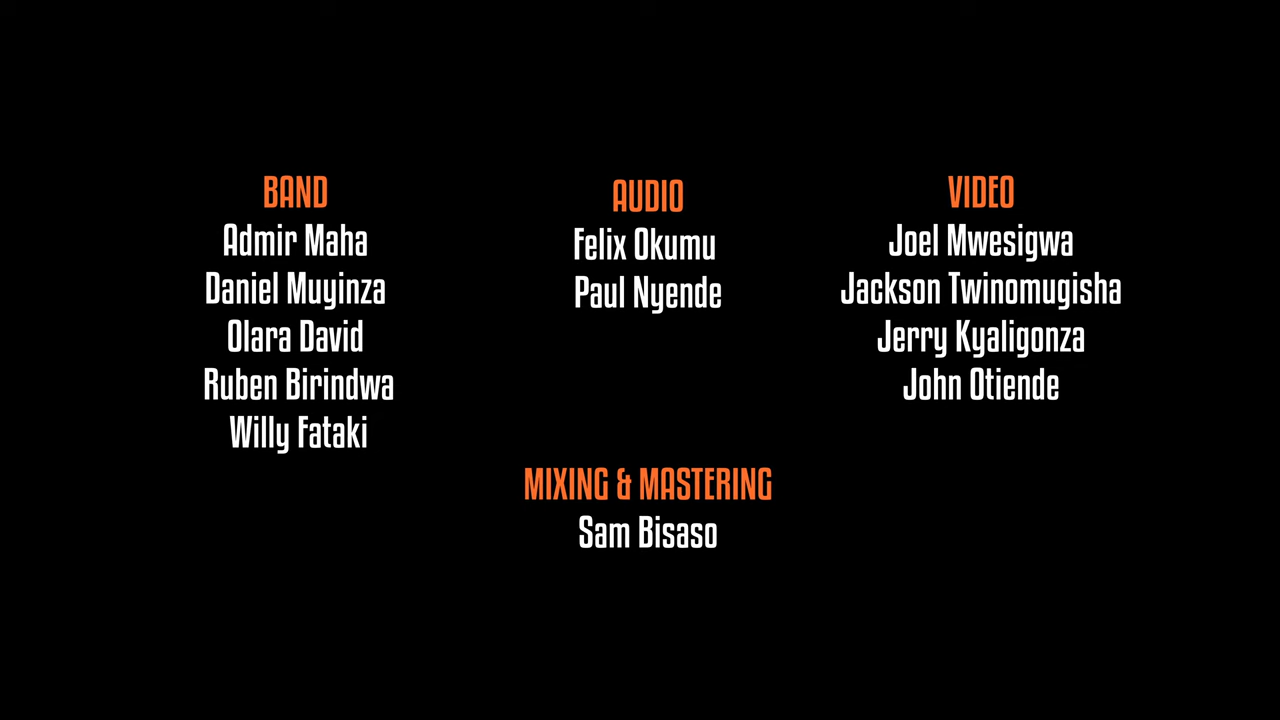 BAND
Admir Maha
Daniel Muyinza
Olara David
Ruben Birindwa
Willy Fataki
AUDIO
Felix Okumu
Paul Nyende
VIDEO
Joel Mwesigwa
Jackson Twinomugisha
Jerry Kyaligonza
John Otiende
MIXING & MASTERING
Sam Bisaso